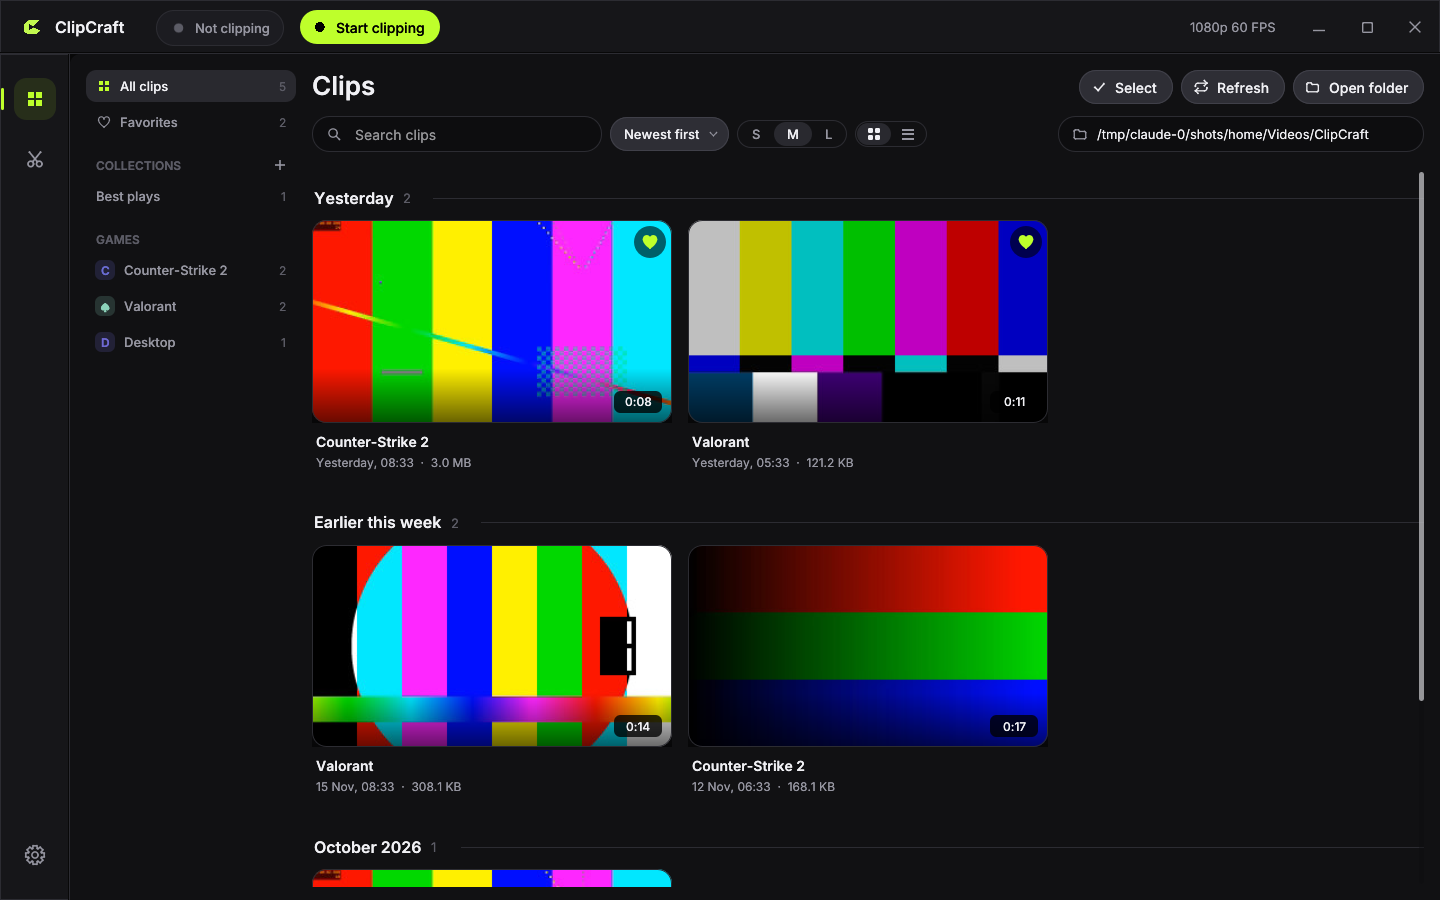 ClipCraft
Not clipping
Start clipping
1080p 60 FPS
All clips 5
Favorites 2
COLLECTIONS
Best plays 1
GAMES
C Counter-Strike 2 2
Valorant 2
D Desktop 1
Clips
Select
Refresh
Open folder
Search clips
Newest first
S M L
/tmp/claude-0/shots/home/Videos/ClipCraft
Yesterday 2
0:08
0:11
Counter-Strike 2
Yesterday, 08:33 · 3.0 MB
Valorant
Yesterday, 05:33 · 121.2 KB
Earlier this week 2
0:14
0:17
Valorant
15 Nov, 08:33 · 308.1 KB
Counter-Strike 2
12 Nov, 06:33 · 168.1 KB
October 2026 1